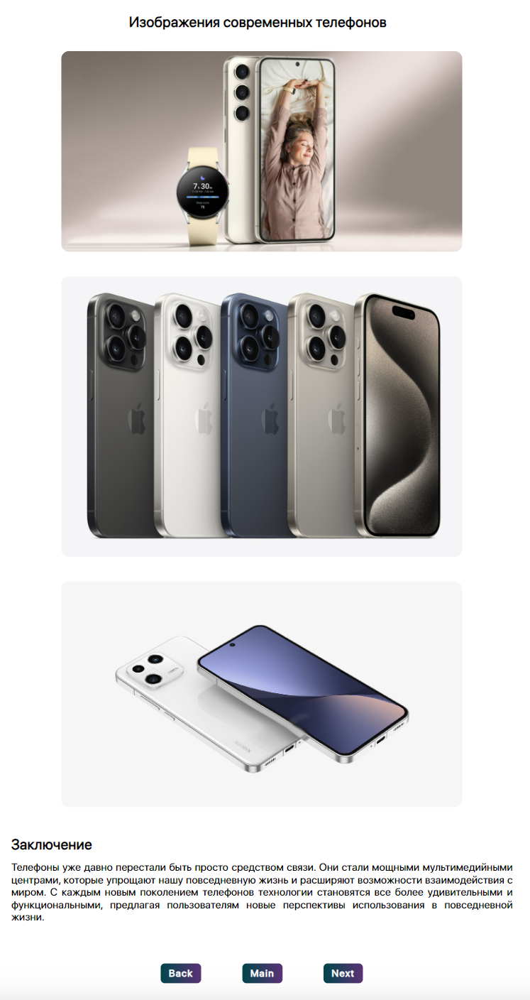 Изображения современных телефонов
7:30
Заключение
Телефоны уже давно перестали быть просто средством связи. Они стали мощными мультимедийными
центрами, которые упрощают нашу повседневную жизнь и расширяют возможности взаимодействия с
миром. С каждым новым поколением телефонов технологии становятся все более удивительными и
функциональными, предлагая пользователям новые перспективы использования в повседневной
жизни.
Back
Main
Next